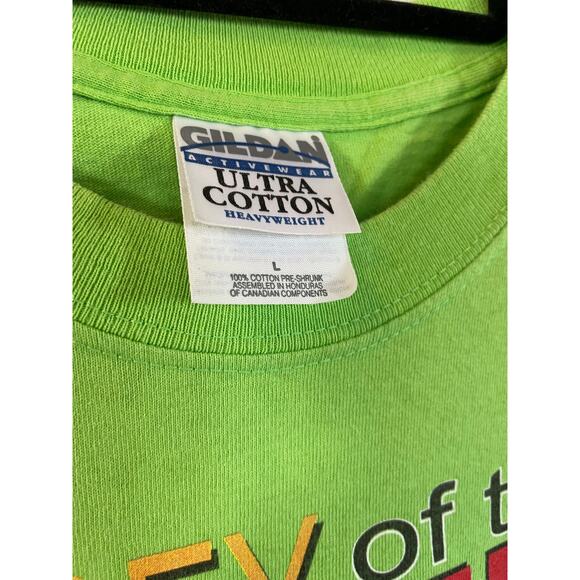 GILDAN
ACTIVEWEAR
ULTRA
COTTON
HEAVYWEIGHT
L
100% COTTON PRE-SHRUNK
ASSEMBLED IN HONDURAS
OF CANADIAN COMPONENTS
of